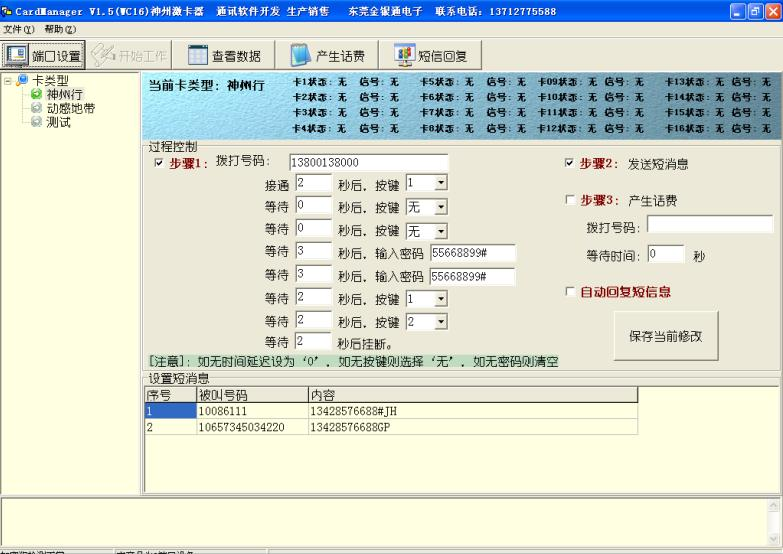 CardManager V1.5(WC16)神州激卡器 通讯软件开发 生产销售 东莞金银通电子 联系电话: 13712775588
文件(Y) 帮助(Z)
端口设置 开始工作 查看数据 产生话费 短信回复
卡类型
神州行
动感地带
测试
当前卡类型: 神州行
卡1状态: 无 信号: 无 卡5状态: 无 信号: 无 卡09状态: 无 信号: 无 卡13状态: 无 信号: 无
卡2状态: 无 信号: 无 卡6状态: 无 信号: 无 卡10状态: 无 信号: 无 卡14状态: 无 信号: 无
卡3状态: 无 信号: 无 卡7状态: 无 信号: 无 卡11状态: 无 信号: 无 卡15状态: 无 信号: 无
卡4状态: 无 信号: 无 卡8状态: 无 信号: 无 卡12状态: 无 信号: 无 卡16状态: 无 信号: 无
过程控制
步骤1: 拨打号码: 13800138000
接通 2 秒后, 按键 1
等待 0 秒后, 按键 无
等待 0 秒后, 按键 无
等待 3 秒后, 输入密码 55668899#
等待 3 秒后, 输入密码 55668899#
等待 2 秒后, 按键 1
等待 2 秒后, 按键 2
等待 2 秒后挂断。
步骤2: 发送短消息
步骤3: 产生话费
拨打号码:
等待时间: 0 秒
自动回复短信息
保存当前修改
[注意]: 如无时间延迟设为‘0’, 如无按键则选择‘无’, 如无密码则清空
设置短消息
序号 被叫号码 内容
1 10086111 13428576688#JH
2 10657345034220 13428576688GP